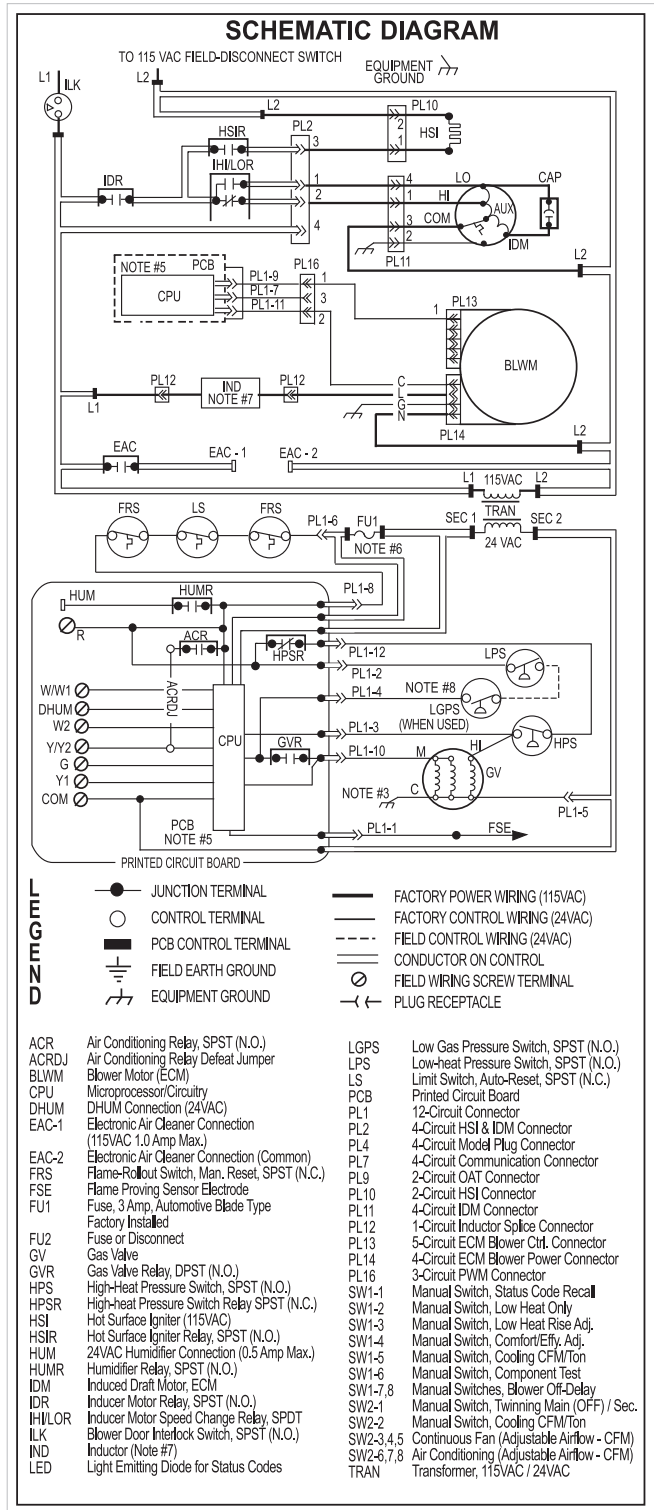 SCHEMATIC DIAGRAM
TO 115 VAC FIELD-DISCONNECT SWITCH
EQUIPMENT
GROUND
L1
ILK
L2
L2
PL10
2
1
HSI
HSIR
PL2
3
IHI/LOR
1
2
4
IDR
4
1
3
2
LO
HI
COM
AUX
CAP
IDM
PL11
L2
NOTE #5
PCB
CPU
PL1-9
PL1-7
PL1-11
PL16
1
3
2
PL13
1
BLWM
L1
PL12
IND
NOTE #7
PL12
C
L
G
N
PL14
L2
EAC
EAC - 1
EAC - 2
L1
115VAC
L2
TRAN
SEC 1
SEC 2
24 VAC
FRS
LS
FRS
PL1-6
FU1
NOTE #6
HUM
HUMR
PL1-8
R
ACR
ACRDJ
HPSR
PL1-12
PL1-2
LPS
W/W1
DHUM
W2
Y/Y2
G
Y1
COM
CPU
PL1-4
NOTE #8
LGPS
(WHEN USED)
PL1-3
HPS
GVR
PL1-10
M
HI
GV
C
NOTE #3
PL1-5
PCB
NOTE #5
PL1-1
FSE
PRINTED CIRCUIT BOARD
LEGEND
JUNCTION TERMINAL
CONTROL TERMINAL
PCB CONTROL TERMINAL
FIELD EARTH GROUND
EQUIPMENT GROUND
FACTORY POWER WIRING (115VAC)
FACTORY CONTROL WIRING (24VAC)
FIELD CONTROL WIRING (24VAC)
CONDUCTOR ON CONTROL
FIELD WIRING SCREW TERMINAL
PLUG RECEPTACLE
ACR Air Conditioning Relay, SPST (N.O.)
ACRDJ Air Conditioning Relay Defeat Jumper
BLWM Blower Motor (ECM)
CPU Microprocessor/Circuitry
DHUM DHUM Connection (24VAC)
EAC-1 Electronic Air Cleaner Connection
(115VAC 1.0 Amp Max.)
EAC-2 Electronic Air Cleaner Connection (Common)
FRS Flame-Rollout Switch, Man. Reset, SPST (N.C.)
FSE Flame Proving Sensor Electrode
FU1 Fuse, 3 Amp, Automotive Blade Type
Factory Installed
FU2 Fuse or Disconnect
GV Gas Valve
GVR Gas Valve Relay, DPST (N.O.)
HPS High-Heat Pressure Switch, SPST (N.O.)
HPSR High-heat Pressure Switch Relay SPST (N.C.)
HSI Hot Surface Igniter (115VAC)
HSIR Hot Surface Igniter Relay, SPST (N.O.)
HUM 24VAC Humidifier Connection (0.5 Amp Max.)
HUMR Humidifier Relay, SPST (N.O.)
IDM Induced Draft Motor, ECM
IDR Inducer Motor Relay, SPST (N.O.)
IHI/LOR Inducer Motor Speed Change Relay, SPDT
ILK Blower Door Interlock Switch, SPST (N.O.)
IND Inductor (Note #7)
LED Light Emitting Diode for Status Codes
LGPS Low Gas Pressure Switch, SPST (N.O.)
LPS Low-heat Pressure Switch, SPST (N.O.)
LS Limit Switch, Auto-Reset, SPST (N.C.)
PCB Printed Circuit Board
PL1 12-Circuit Connector
PL2 4-Circuit HSI & IDM Connector
PL4 4-Circuit Model Plug Connector
PL7 4-Circuit Communication Connector
PL9 2-Circuit OAT Connector
PL10 2-Circuit HSI Connector
PL11 4-Circuit IDM Connector
PL12 1-Circuit Inductor Splice Connector
PL13 5-Circuit ECM Blower Ctrl. Connector
PL14 4-Circuit ECM Blower Power Connector
PL16 3-Circuit PWM Connector
SW1-1 Manual Switch, Status Code Recall
SW1-2 Manual Switch, Low Heat Only
SW1-3 Manual Switch, Low Heat Rise Adj.
SW1-4 Manual Switch, Comfort/Effy. Adj.
SW1-5 Manual Switch, Cooling CFM/Ton
SW1-6 Manual Switch, Component Test
SW1-7,8 Manual Switches, Blower Off-Delay
SW2-1 Manual Switch, Twinning Main (OFF) / Sec.
SW2-2 Manual Switch, Cooling CFM/Ton
SW2-3,4,5 Continuous Fan (Adjustable Airflow - CFM)
SW2-6,7,8 Air Conditioning (Adjustable Airflow - CFM)
TRAN Transformer, 115VAC / 24VAC